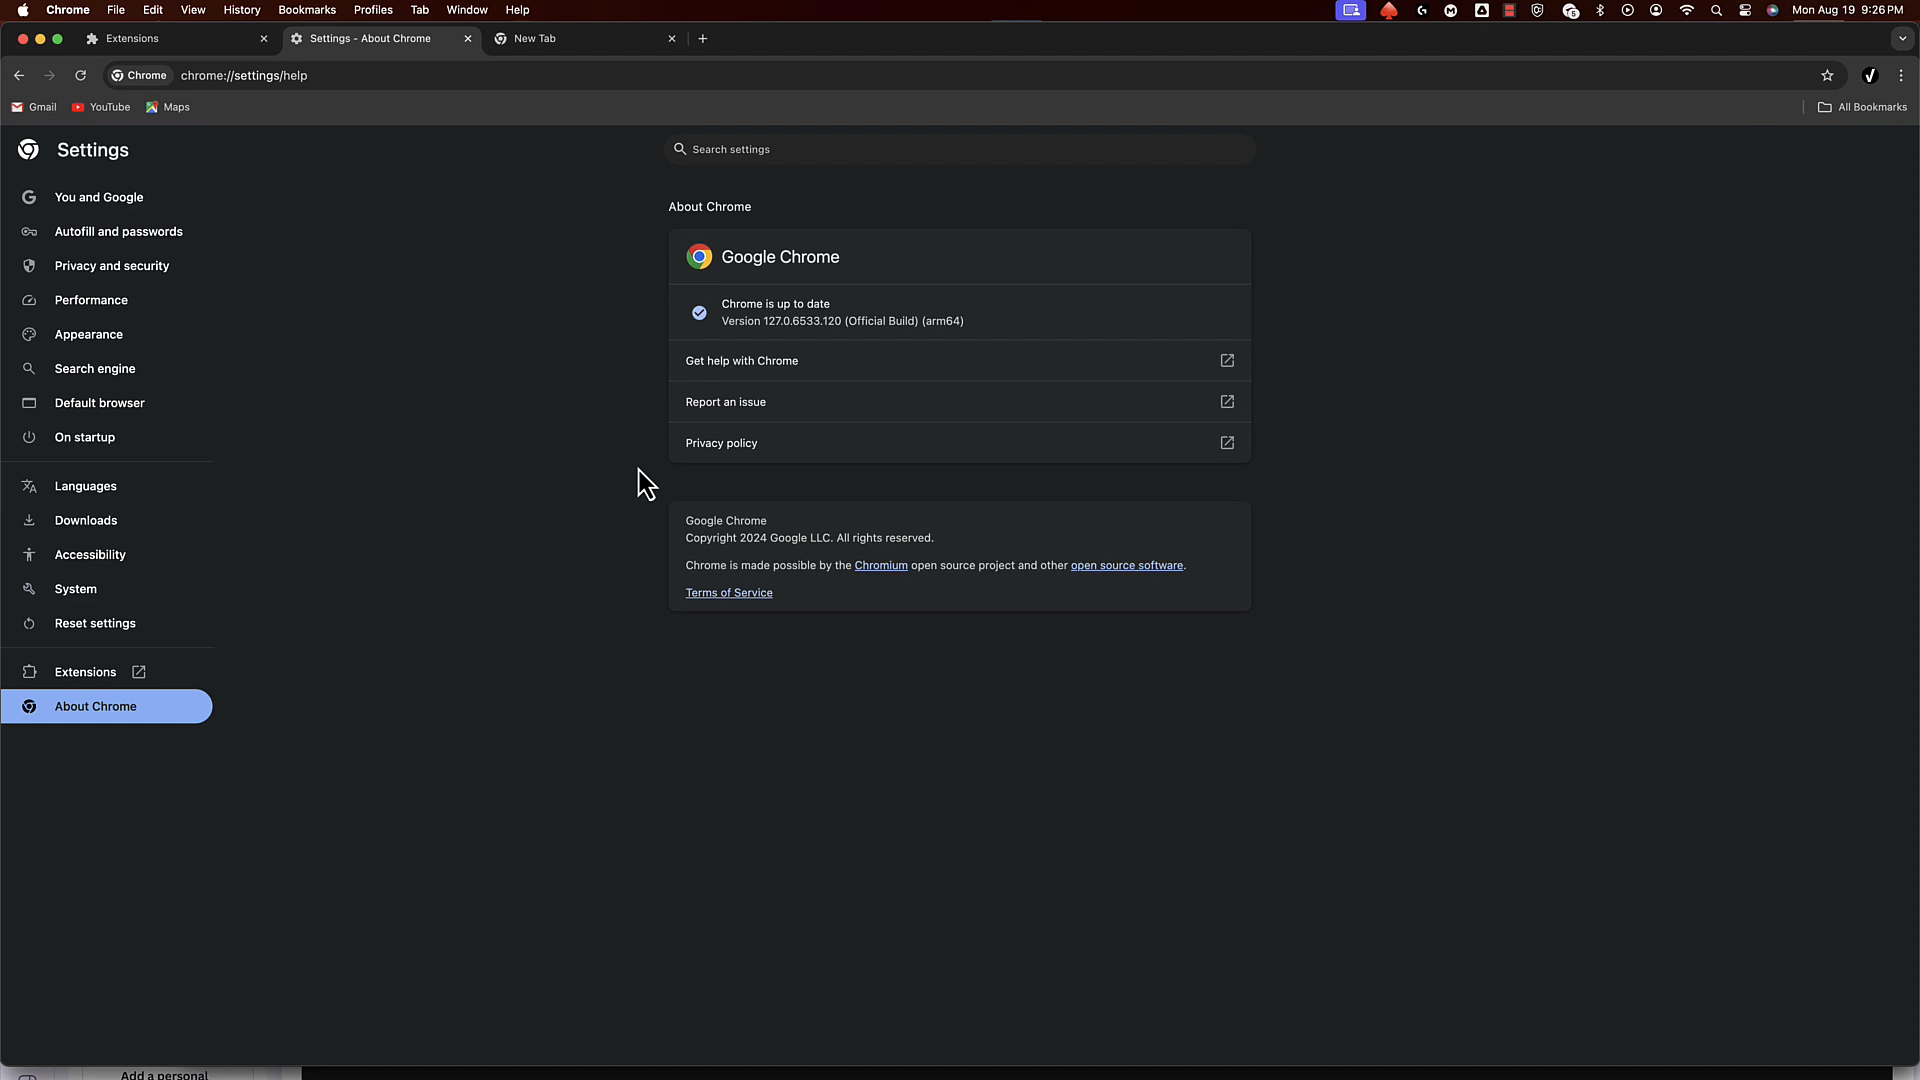 Chrome File Edit View History Bookmarks Profiles Tab Window Help
Mon Aug 19 9:26 PM
Extensions
Settings - About Chrome
New Tab
Chrome chrome://settings/help
Gmail YouTube Maps
All Bookmarks
Settings
Search settings
You and Google
Autofill and passwords
Privacy and security
Performance
Appearance
Search engine
Default browser
On startup
Languages
Downloads
Accessibility
System
Reset settings
Extensions
About Chrome
About Chrome
Google Chrome
Chrome is up to date
Version 127.0.6533.120 (Official Build) (arm64)
Get help with Chrome
Report an issue
Privacy policy
Google Chrome
Copyright 2024 Google LLC. All rights reserved.
Chrome is made possible by the Chromium open source project and other open source software.
Terms of Service
Add a personal